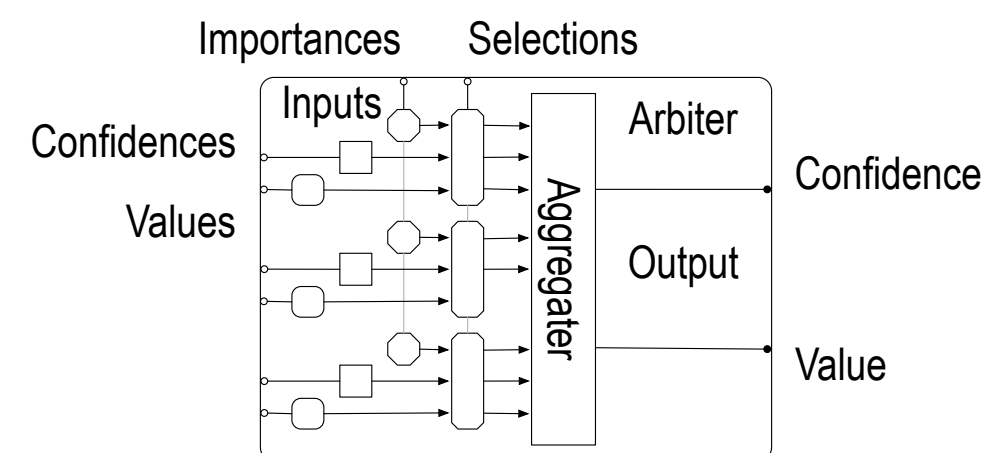 Importances
Selections
Inputs
Arbiter
Confidences
Confidence
Values
Aggregater
Output
Value